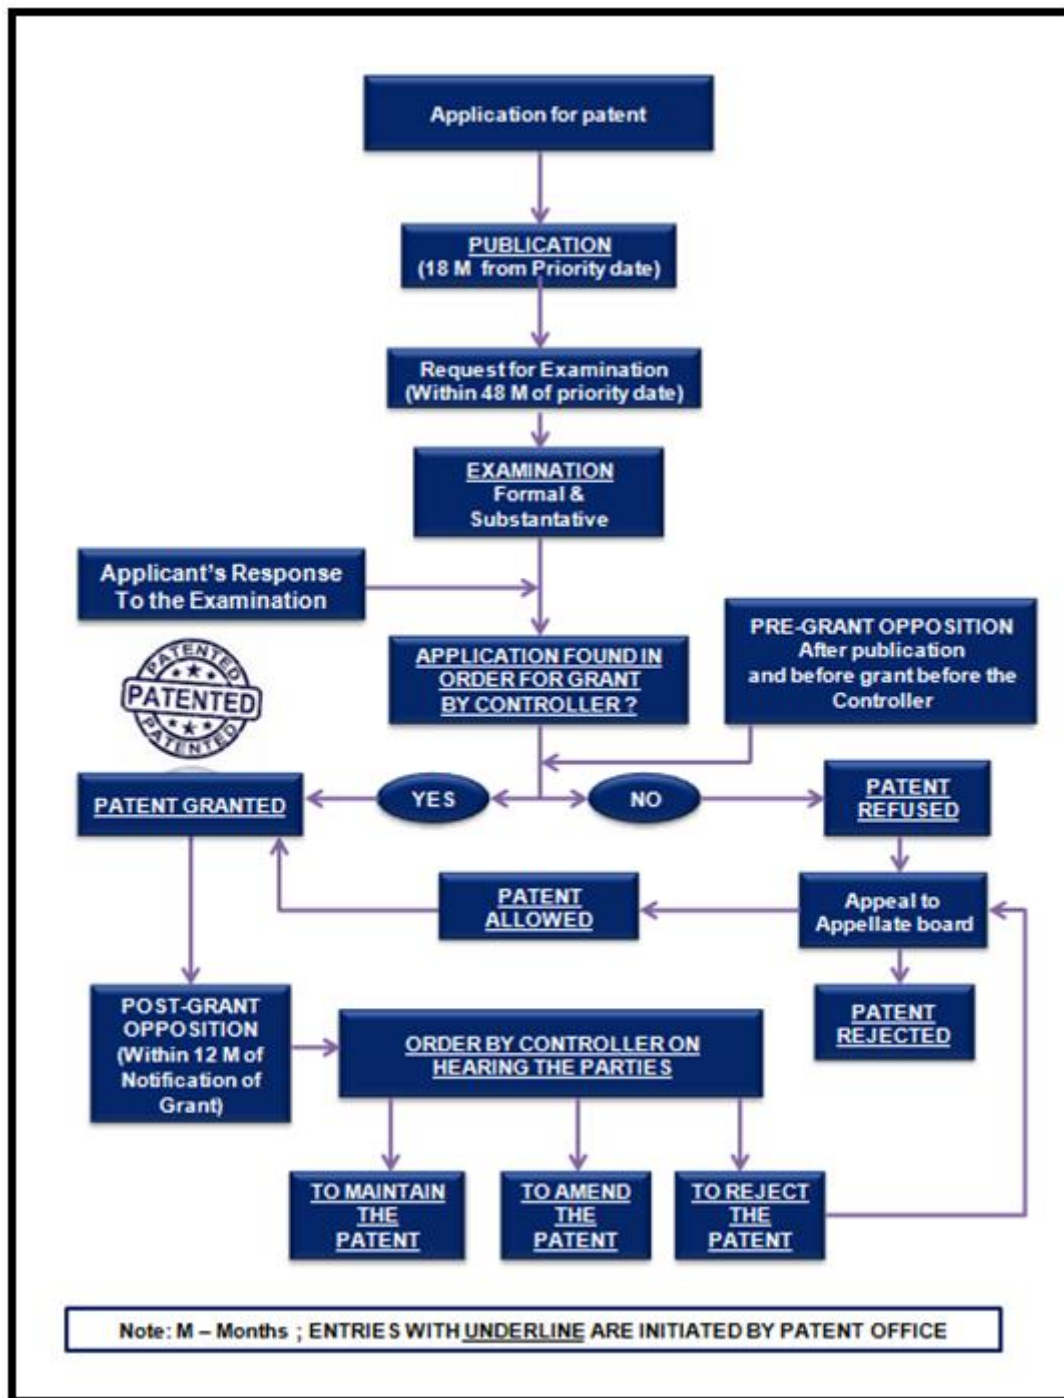 Application for patent
PUBLICATION
(18 M from Priority date)
Request for Examination
(Within 48 M of priority date)
EXAMINATION
Formal &
Substantative
Applicant's Response
To the Examination
APPLICATION FOUND IN
ORDER FOR GRANT
BY CONTROLLER ?
PRE-GRANT OPPOSITION
After publication
and before grant before the
Controller
PATENTED
PATENTED
PATENTED
PATENT GRANTED
YES
NO
PATENT
REFUSED
PATENT
ALLOWED
Appeal to
Appellate board
PATENT
REJECTED
POST-GRANT
OPPOSITION
(Within 12 M of
Notification of
Grant)
ORDER BY CONTROLLER ON
HEARING THE PARTIES
TO MAINTAIN
THE
PATENT
TO AMEND
THE
PATENT
TO REJECT
THE
PATENT
Note: M – Months ; ENTRIES WITH UNDERLINE ARE INITIATED BY PATENT OFFICE